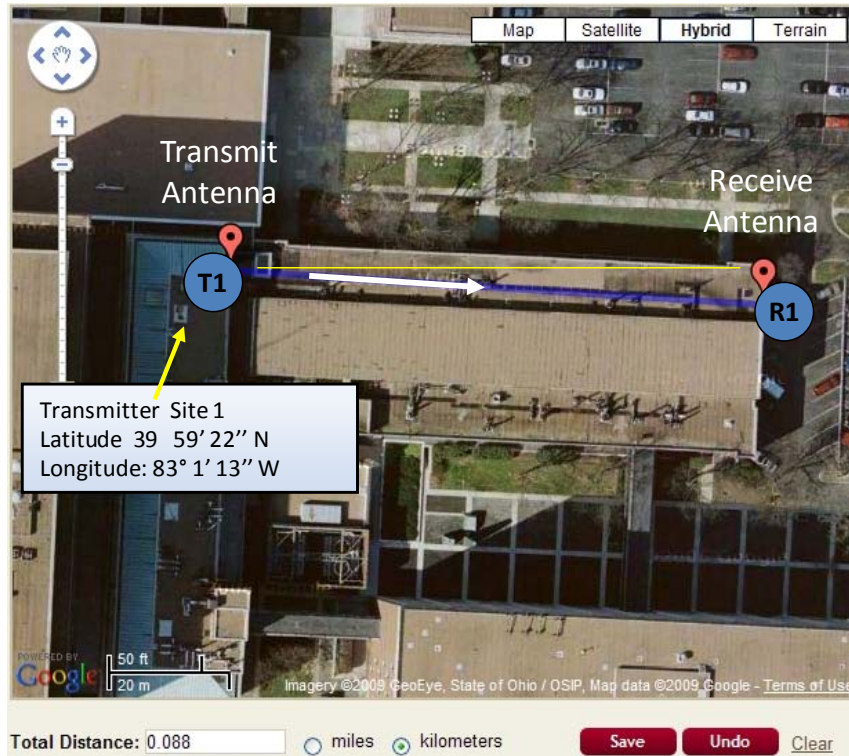 Map Satellite Hybrid Terrain
Transmit
Antenna
Receive
Antenna
T1
R1
Transmitter Site 1
Latitude 39 59’ 22’’ N
Longitude: 83° 1’ 13’’ W
POWERED BY
Google
50 ft
20 m
Imagery ©2009 GeoEye, State of Ohio / OSIP, Map data ©2009 Google - Terms of Use
Total Distance: 0.088 miles kilometers Save Undo Clear